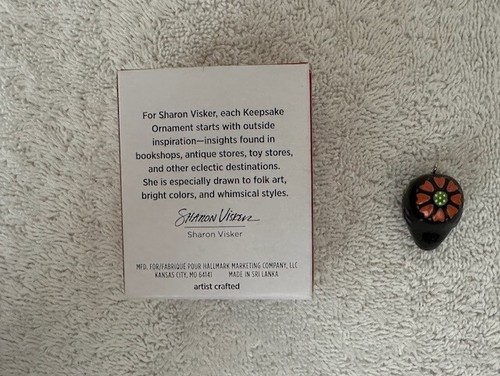 For Sharon Visker, each Keepsake
Ornament starts with outside
inspiration—insights found in
bookshops, antique stores, toy stores,
and other eclectic destinations.
She is especially drawn to folk art,
bright colors, and whimsical styles.
Sharon Visker
Sharon Visker
MFD. FOR/FABRIQUÉ POUR HALLMARK MARKETING COMPANY, LLC
KANSAS CITY, MO 64141 MADE IN SRI LANKA
artist crafted